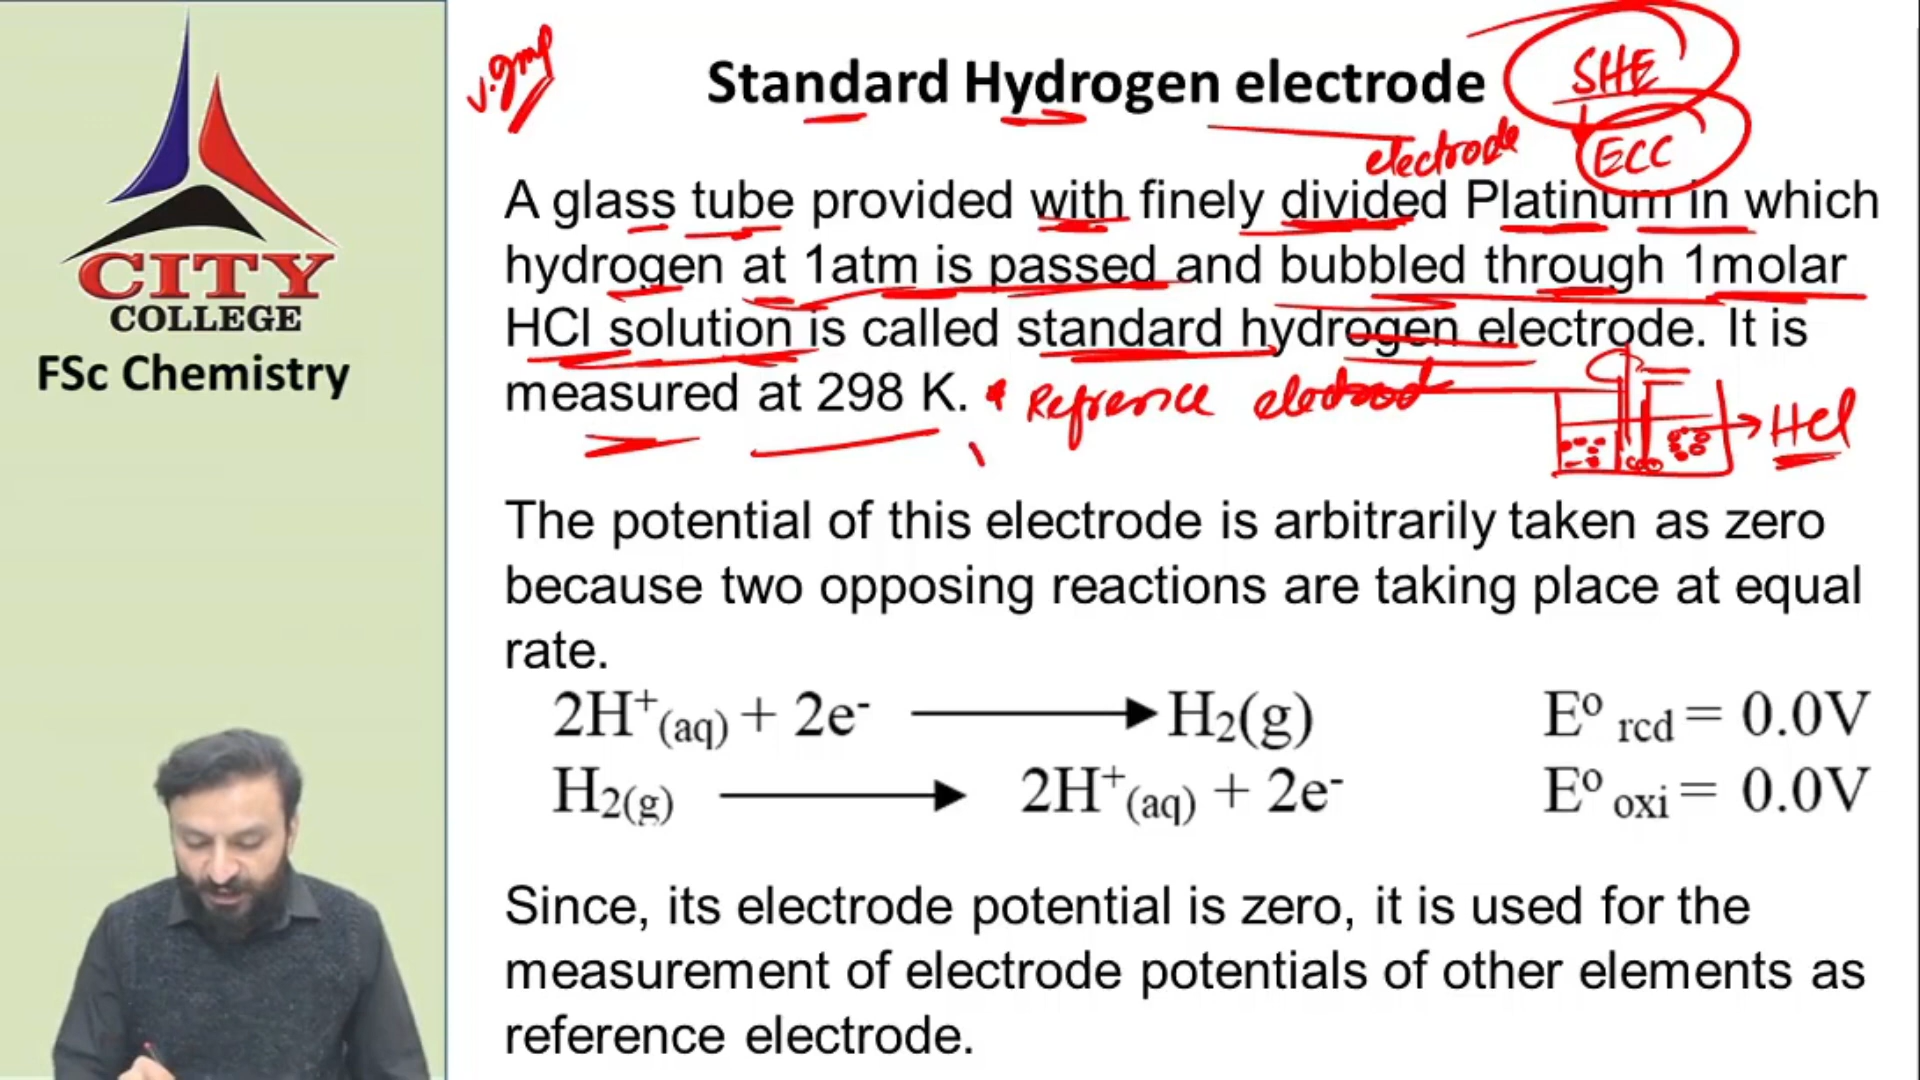 CITY
COLLEGE
FSc Chemistry
v.Imp
Standard Hydrogen electrode
SHE
ECC
electrode
A glass tube provided with finely divided Platinum in which
hydrogen at 1atm is passed and bubbled through 1molar
HCl solution is called standard hydrogen electrode. It is
measured at 298 K.
HCl
The potential of this electrode is arbitrarily taken as zero
because two opposing reactions are taking place at equal
rate.
2H⁺(aq) + 2e⁻ ⟶ H₂(g) Eº rcd = 0.0V
H₂(g) ⟶ 2H⁺(aq) + 2e⁻ Eº oxi = 0.0V
Since, its electrode potential is zero, it is used for the
measurement of electrode potentials of other elements as
reference electrode.